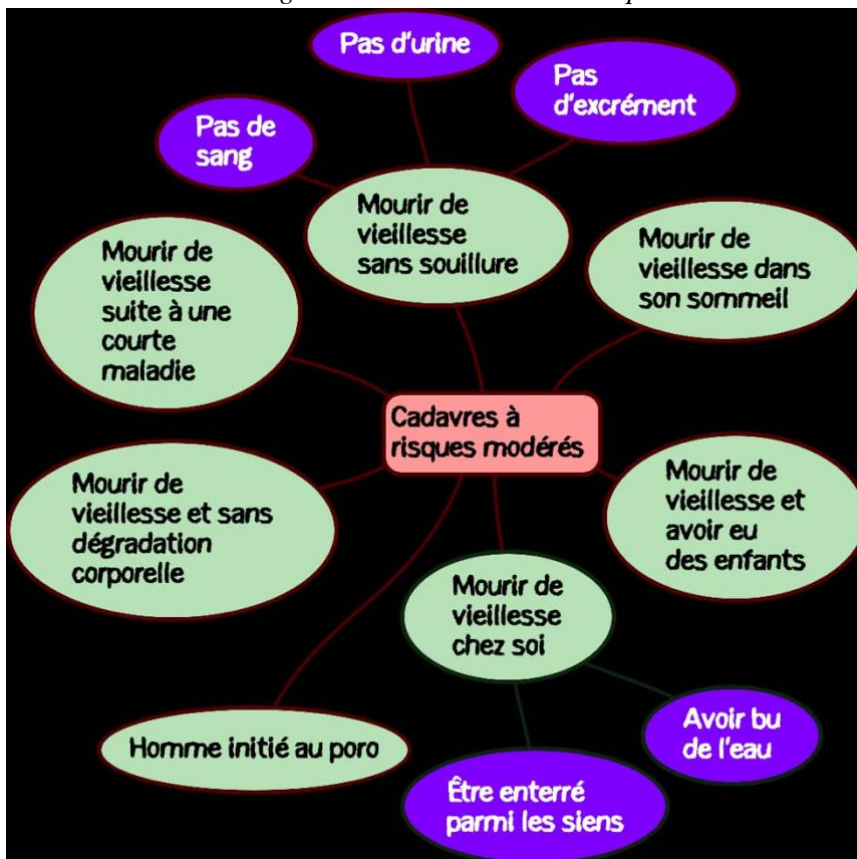 Pas d'urine
Pas
d'excrément
Pas de
sang
Mourir de
vieillesse
sans souillure
Mourir de
vieillesse
suite à une
courte
maladie
Mourir de
vieillesse dans
son sommeil
Cadavres à
risques modérés
Mourir de
vieillesse et sans
dégradation
corporelle
Mourir de
vieillesse et
avoir eu
des enfants
Mourir de
vieillesse
chez soi
Homme initié au poro
Avoir bu
de l'eau
Être enterré
parmi les siens